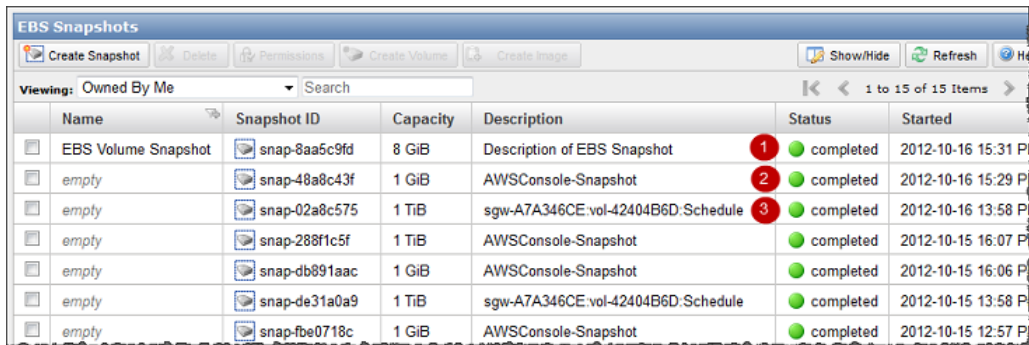 EBS Snapshots
Create Snapshot Delete Permissions Create Volume Create Image Show/Hide Refresh
Viewing: Owned By Me Search 1 to 15 of 15 Items
Name Snapshot ID Capacity Description Status Started
EBS Volume Snapshot snap-8aa5c9fd 8 GiB Description of EBS Snapshot 1 completed 2012-10-16 15:31 P
empty snap-48a8c43f 1 GiB AWSConsole-Snapshot 2 completed 2012-10-16 15:29 P
empty snap-02a8c575 1 TiB sgw-A7A346CE:vol-42404B6D:Schedule 3 completed 2012-10-16 13:58 P
empty snap-288f1c5f 1 TiB AWSConsole-Snapshot completed 2012-10-15 16:07 P
empty snap-db891aac 1 GiB AWSConsole-Snapshot completed 2012-10-15 16:06 P
empty snap-de31a0a9 1 TiB sgw-A7A346CE:vol-42404B6D:Schedule completed 2012-10-15 13:58 P
empty snap-fbe0718c 1 GiB AWSConsole-Snapshot completed 2012-10-15 12:57 P